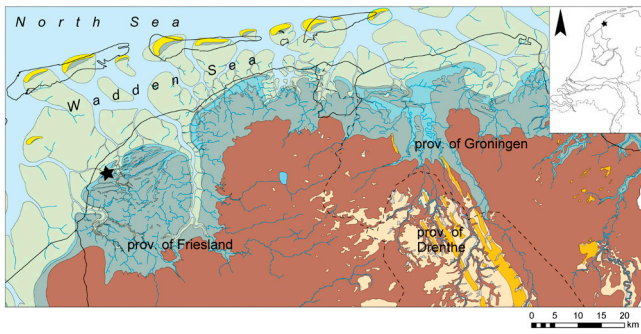 North Sea
Wadden Sea
prov. of Groningen
prov. of Friesland
prov. of
Drenthe
0 5 10 15 20
km